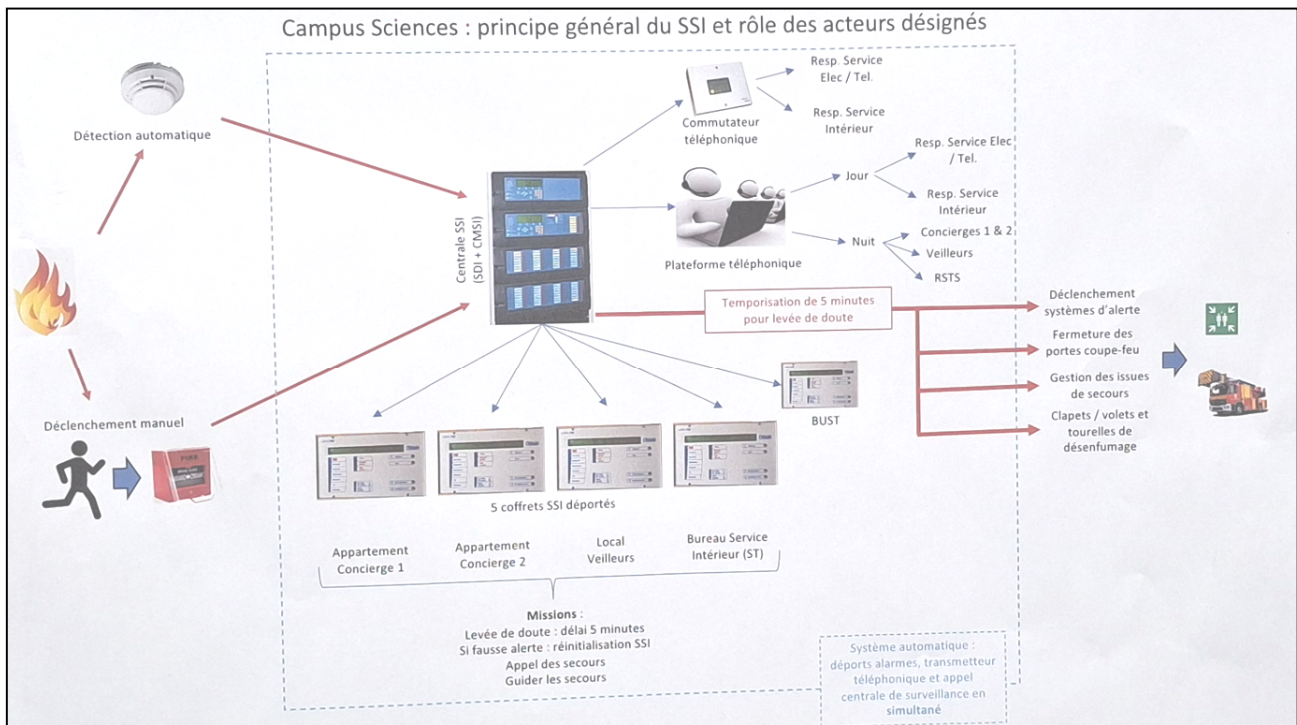 Campus Sciences : principe général du SSI et rôle des acteurs désignés
Détection automatique
Déclenchement manuel
FIRE
Centrale SSI
(SDI + CMSI)
Commutateur
téléphonique
Resp. Service
Elec / Tel.
Resp. Service
Intérieur
Plateforme téléphonique
Jour
Resp. Service Elec
/ Tel.
Resp. Service
Intérieur
Nuit
Concierges 1 & 2
Veilleurs
RSTS
Temporisation de 5 minutes
pour levée de doute
Déclenchement
systèmes d'alerte
Fermeture des
portes coupe-feu
Gestion des issues
de secours
Clapets / volets et
tourelles de
désenfumage
BUST
5 coffrets SSI déportés
Appartement
Concierge 1
Appartement
Concierge 2
Local
Veilleurs
Bureau Service
Intérieur (ST)
Missions :
Levée de doute : délai 5 minutes
Si fausse alerte : réinitialisation SSI
Appel des secours
Guider les secours
Système automatique :
déports alarmes, transmetteur
téléphonique et appel
centrale de surveillance en
simultané